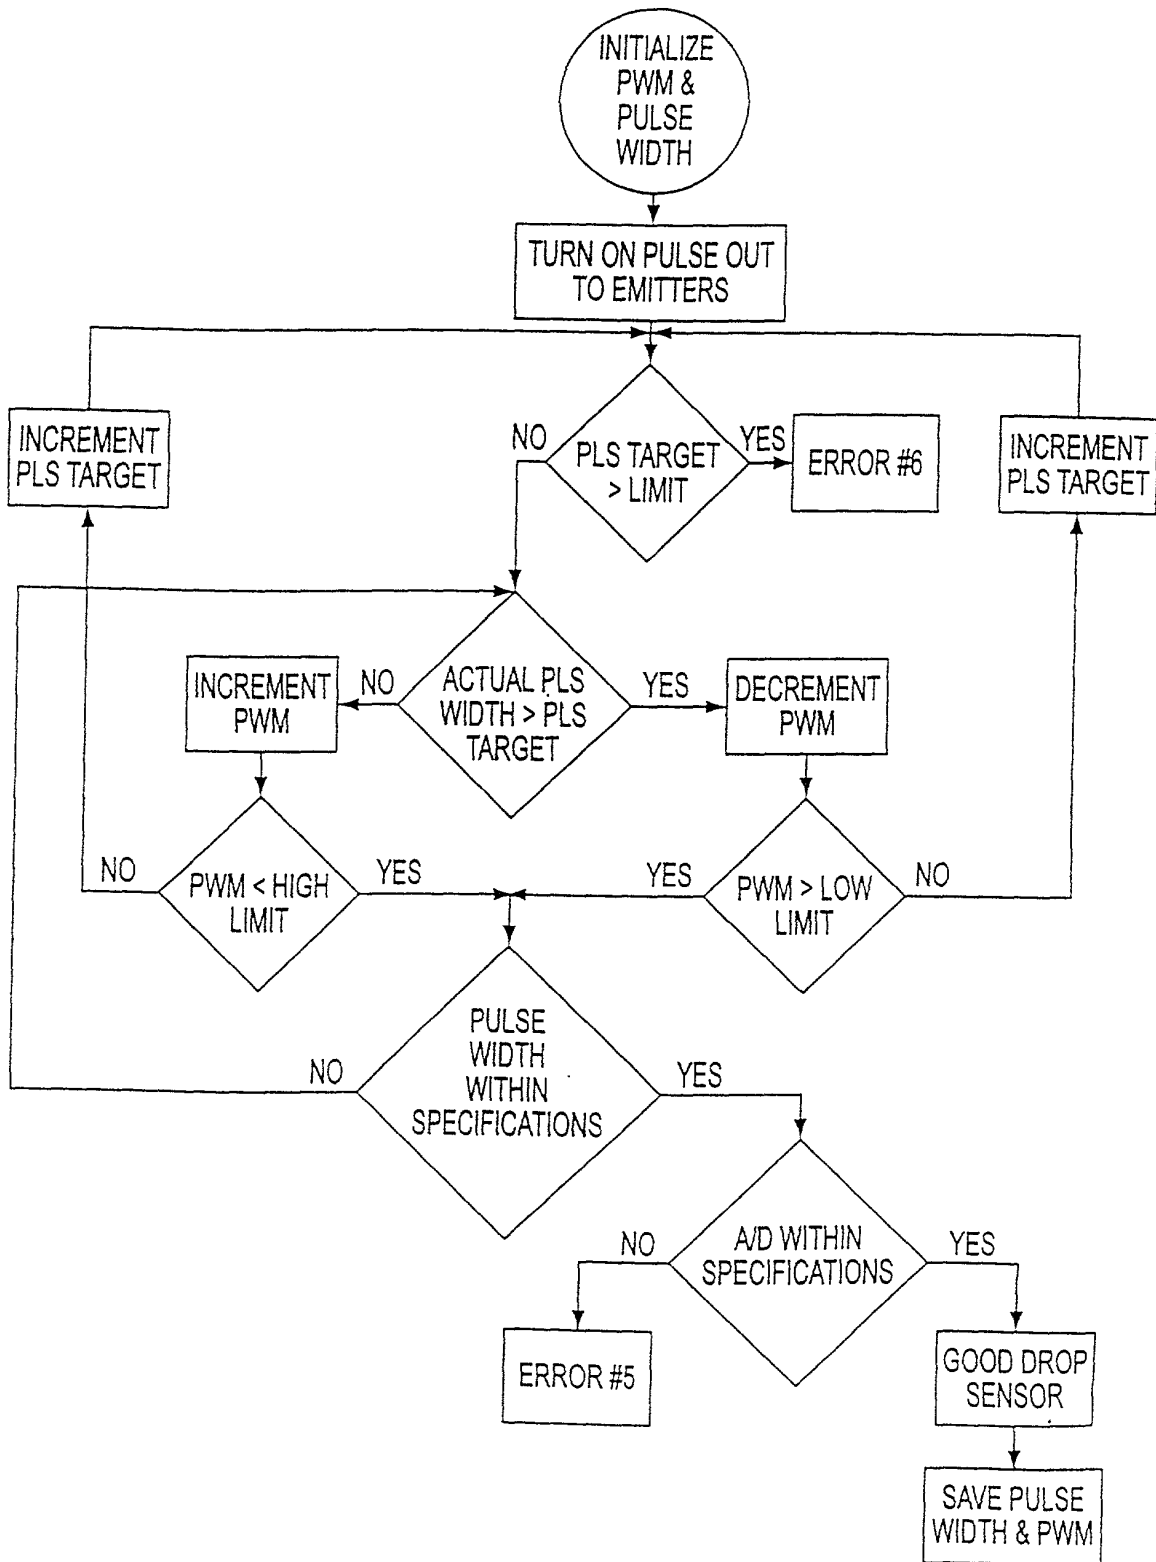 INITIALIZE
PWM &
PULSE
WIDTH
TURN ON PULSE OUT
TO EMITTERS
INCREMENT
PLS TARGET
NO
PLS TARGET
> LIMIT
YES
ERROR #6
INCREMENT
PLS TARGET
INCREMENT
PWM
NO
ACTUAL PLS
WIDTH > PLS
TARGET
YES
DECREMENT
PWM
NO
PWM < HIGH
LIMIT
YES
YES
PWM > LOW
LIMIT
NO
NO
PULSE
WIDTH
WITHIN
SPECIFICATIONS
YES
NO
A/D WITHIN
SPECIFICATIONS
YES
ERROR #5
GOOD DROP
SENSOR
SAVE PULSE
WIDTH & PWM